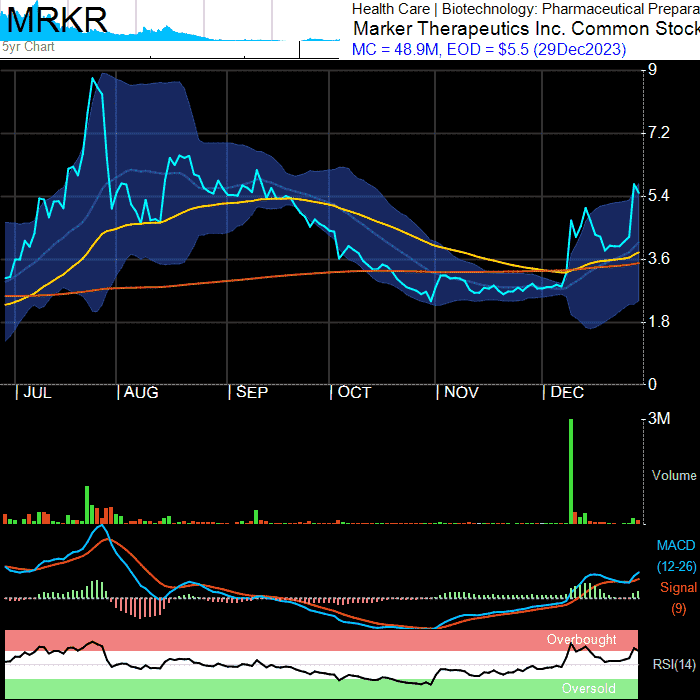 MRKR
5yr Chart
Health Care | Biotechnology: Pharmaceutical Prepara
Marker Therapeutics Inc. Common Stock
MC = 48.9M, EOD = $5.5 (29Dec2023)
9
7.2
5.4
3.6
1.8
0
JUL AUG SEP OCT NOV DEC
3M
Volume
MACD
(12-26)
Signal
(9)
Overbought
RSI(14)
Oversold